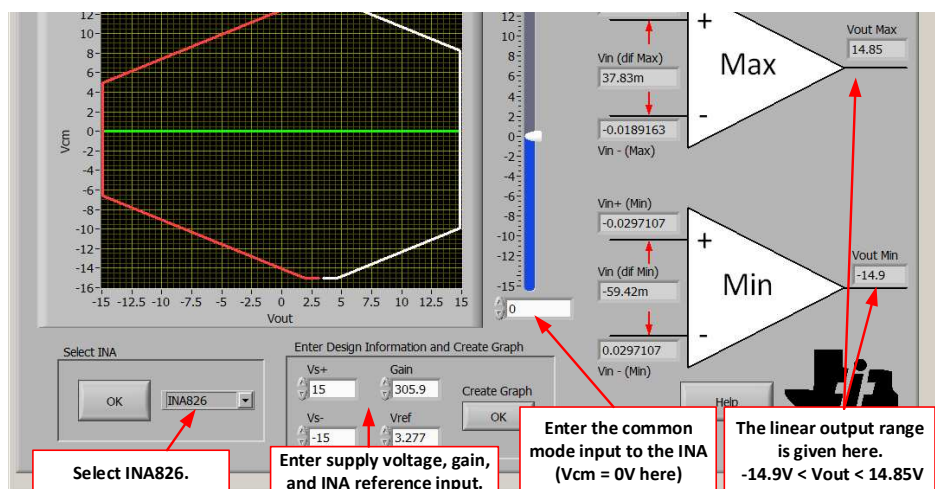 12-
10-
8-
6-
4-
2-
0-
-2-
-4-
-6-
-8-
-10-
-12-
-14-
-16-
Vcm
-15 -12.5 -10 -7.5 -5 -2.5 0 2.5 5 7.5 10 12.5 15
Vout
12-
10-
8-
6-
4-
2-
0-
-2-
-4-
-6-
-8-
-10-
-12-
-15-
0
+
Max
-
Vin (dif Max)
37.83m
-0.0189163
Vin - (Max)
Vout Max
14.85
Vin+ (Min)
-0.0297107
+
Min
-
Vin (dif Min)
-59.42m
0.0297107
Vin - (Min)
Vout Min
-14.9
Select INA
OK
INA826
Enter Design Information and Create Graph
Vs+
15
Gain
305.9
Vs-
-15
Vref
3.277
Create Graph
OK
Help
Select INA826.
Enter supply voltage, gain,
and INA reference input.
Enter the common
mode input to the INA
(Vcm = 0V here)
The linear output range
is given here.
-14.9V < Vout < 14.85V